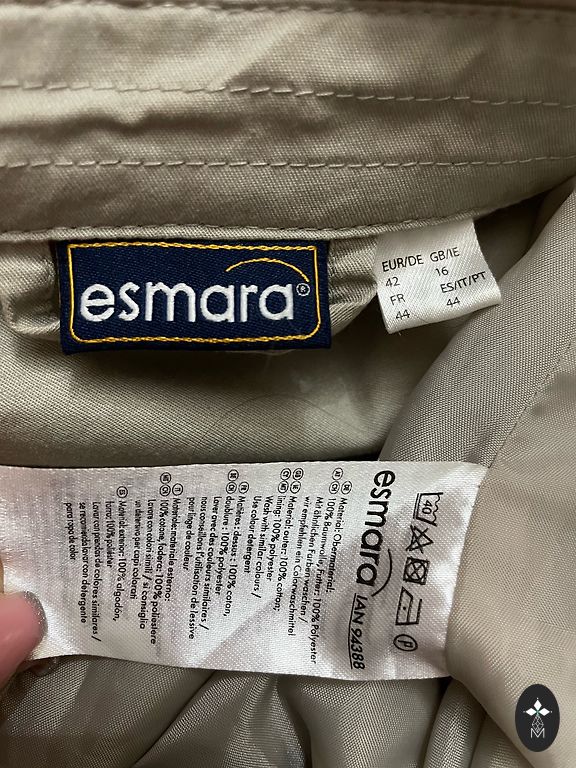 esmara®
EUR/DE GB/IE
42 16
FR ES/IT/PT
44 44
40
P
esmara IAN 94388
Material: Obermaterial:
100% Baumwolle, Futter: 100% Polyester
Mit ähnlichen Farben waschen /
wir empfehlen ein Colorwaschmittel
Material: outer: 100% cotton;
lining: 100% polyester
Wash with similar colours /
Use colour detergent
Matières: dessus: 100% coton,
doublure: 100% polyester
Laver avec des couleurs similaires /
nous conseillons l'utilisation de lessive
pour linge de couleur
Materiale: materiale esterno:
100% cotone, fodera: 100% poliestere
Lavare con colori simili / si consiglia
un detersivo per capi colorati
Material: exterior: 100% algodón,
forro: 100% poliéster
Lavar con prendas de colores similares /
se recomienda lavar con detergente
para ropa de color